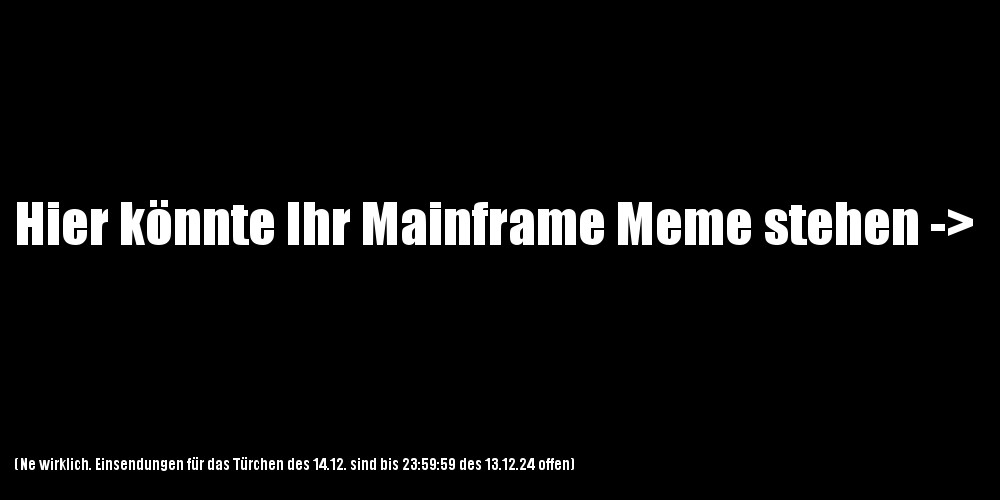 Hier könnte Ihr Mainframe Meme stehen ->
(Ne wirklich. Einsendungen für das Türchen des 14.12. sind bis 23:59:59 des 13.12.24 offen)